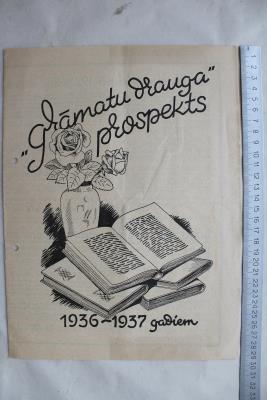 „grāmatu drauga“
prospekts
1936~1937 gadiem